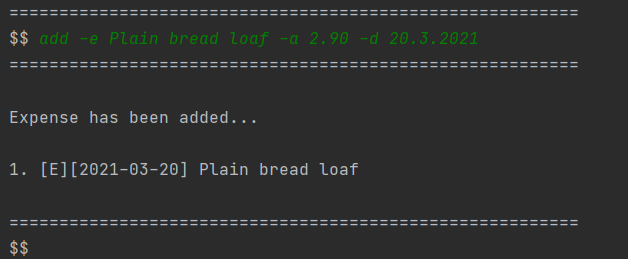 =========================================================
$$ add -e Plain bread loaf -a 2.90 -d 20.3.2021
=========================================================
Expense has been added...
1. [E][2021-03-20] Plain bread loaf
=========================================================
$$